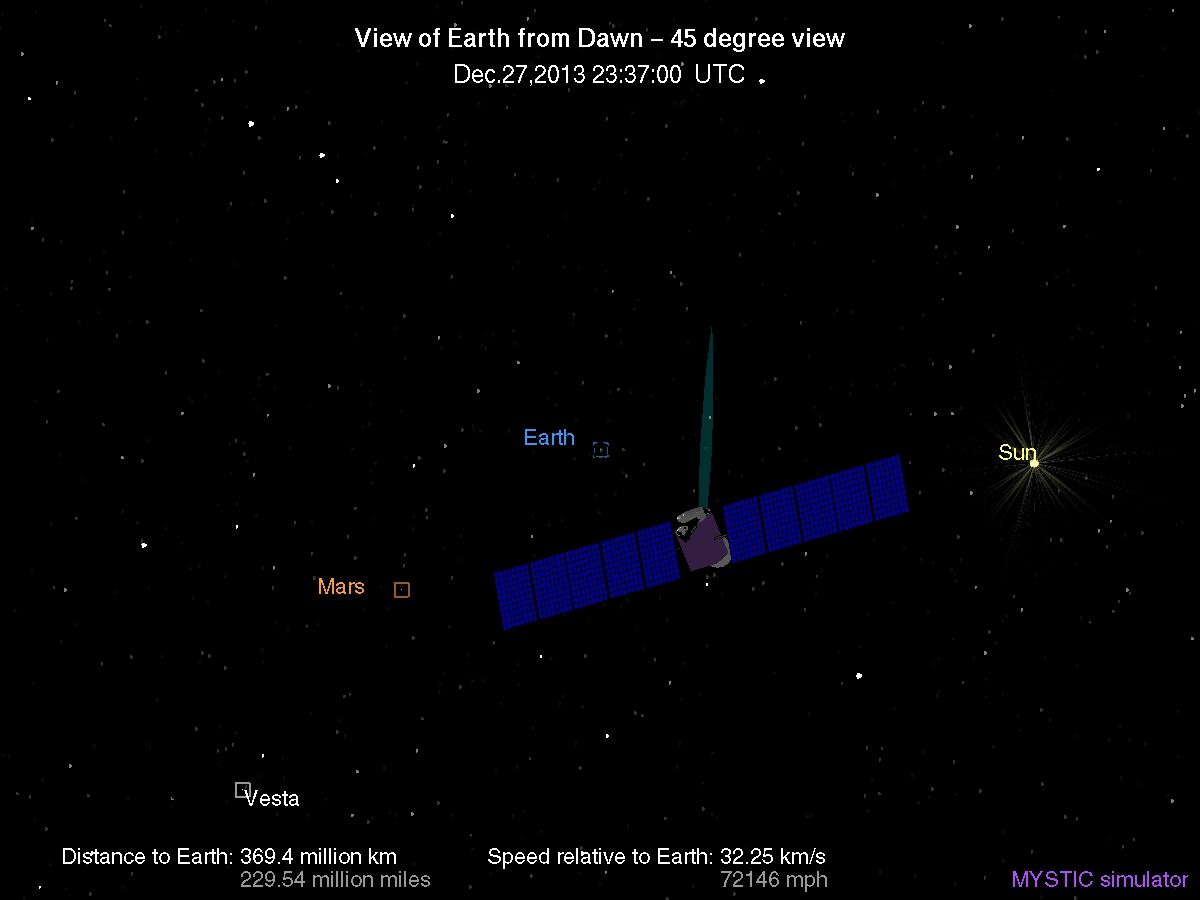 View of Earth from Dawn – 45 degree view
Dec.27,2013 23:37:00 UTC
Earth
Sun
Mars
Vesta
Distance to Earth: 369.4 million km
229.54 million miles
Speed relative to Earth: 32.25 km/s
72146 mph
MYSTIC simulator